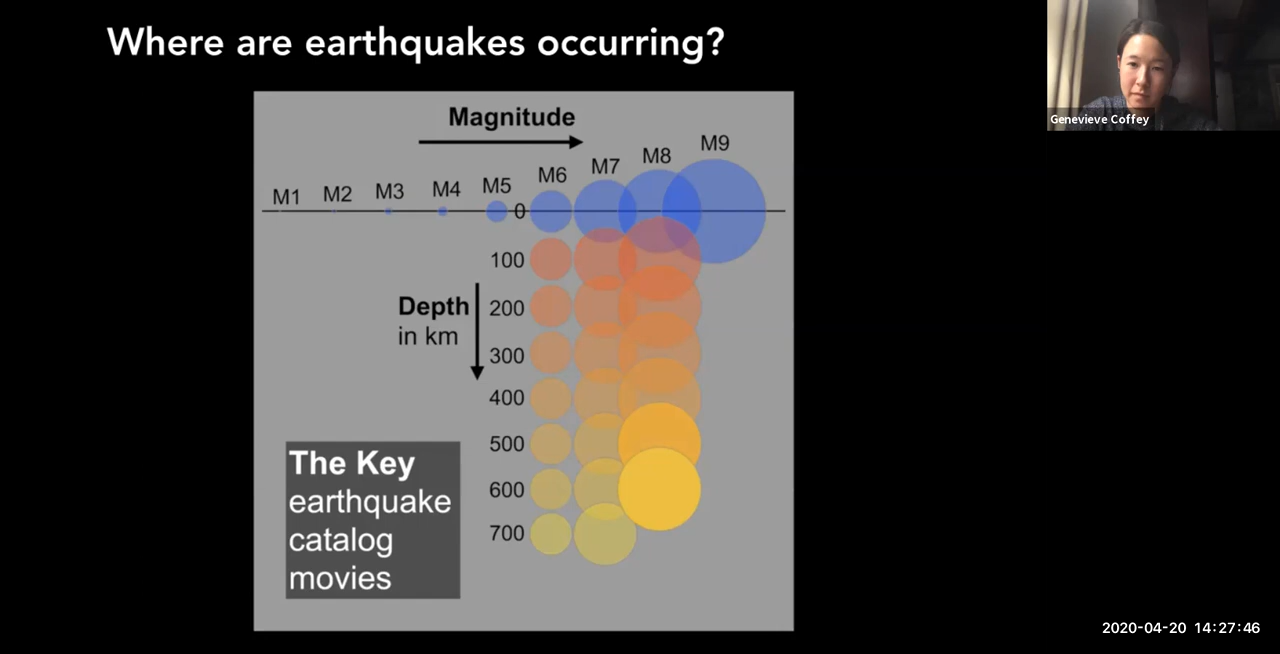 Where are earthquakes occurring?
Genevieve Coffey
Magnitude
M1 M2 M3 M4 M5 M6 M7 M8 M9
0
100
Depth
in km
200
300
400
500
600
700
The Key
earthquake
catalog
movies
2020-04-20 14:27:46